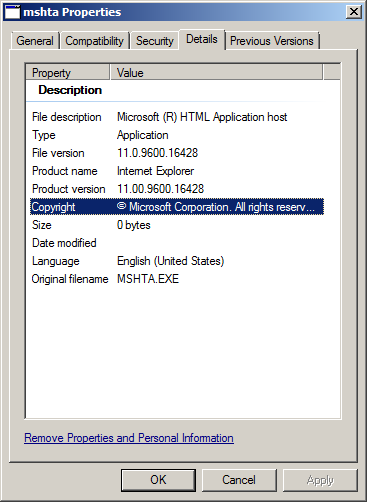 mshta Properties
General Compatibility Security Details Previous Versions
Property Value
Description
File description Microsoft (R) HTML Application host
Type Application
File version 11.0.9600.16428
Product name Internet Explorer
Product version 11.00.9600.16428
Copyright © Microsoft Corporation. All rights reserv...
Size 0 bytes
Date modified
Language English (United States)
Original filename MSHTA.EXE
Remove Properties and Personal Information
OK Cancel Apply